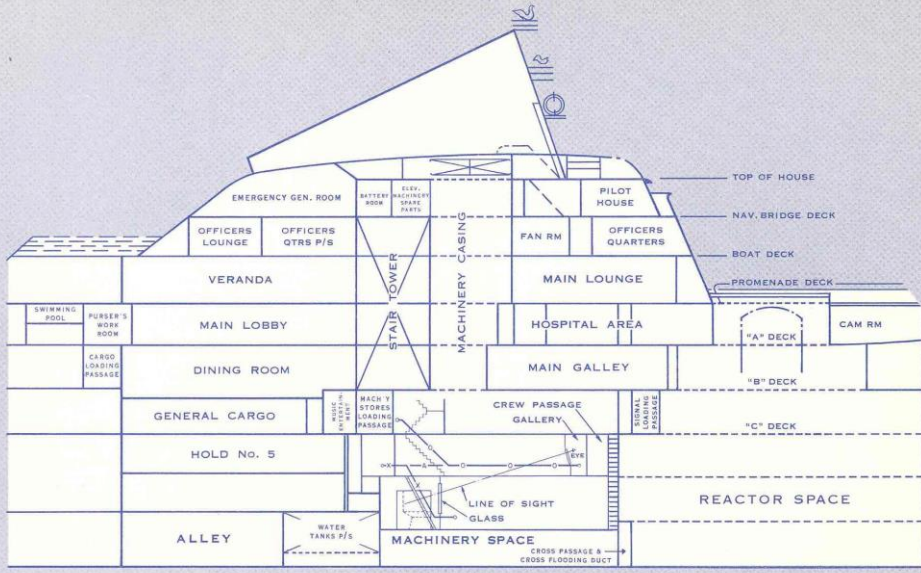 TOP OF HOUSE
EMERGENCY GEN. ROOM
BATTERY
ROOM
ELEV.
MACHINERY
SPARE
PARTS
PILOT
HOUSE
NAV. BRIDGE DECK
OFFICERS
LOUNGE
OFFICERS
QTRS P/S
FAN RM
OFFICERS
QUARTERS
BOAT DECK
VERANDA
STAIR TOWER
MACHINERY CASING
MAIN LOUNGE
PROMENADE DECK
SWIMMING
POOL
PURSER'S
WORK
ROOM
MAIN LOBBY
HOSPITAL AREA
"A" DECK
CAM RM
CARGO
LOADING
PASSAGE
DINING ROOM
MAIN GALLEY
"B" DECK
GENERAL CARGO
MUSIC
ENTERTAIN-
MENT
MACH'Y
STORES
LOADING
PASSAGE
CREW PASSAGE
GALLERY
SIGNAL
LOADING
PASSAGE
"C" DECK
HOLD No. 5
EYE
LINE OF SIGHT
GLASS
REACTOR SPACE
ALLEY
WATER
TANKS P/S
MACHINERY SPACE
CROSS PASSAGE &
CROSS FLOODING DUCT